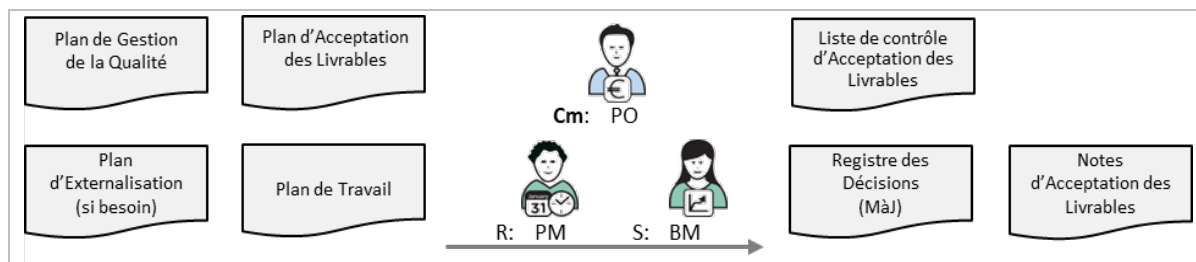 Plan de Gestion
de la Qualité
Plan d'Acceptation
des Livrables
€
Cm: PO
Liste de contrôle
d'Acceptation des
Livrables
Plan
d'Externalisation
(si besoin)
Plan de Travail
31
R: PM
S: BM
Registre des
Décisions
(MàJ)
Notes
d'Acceptation des
Livrables